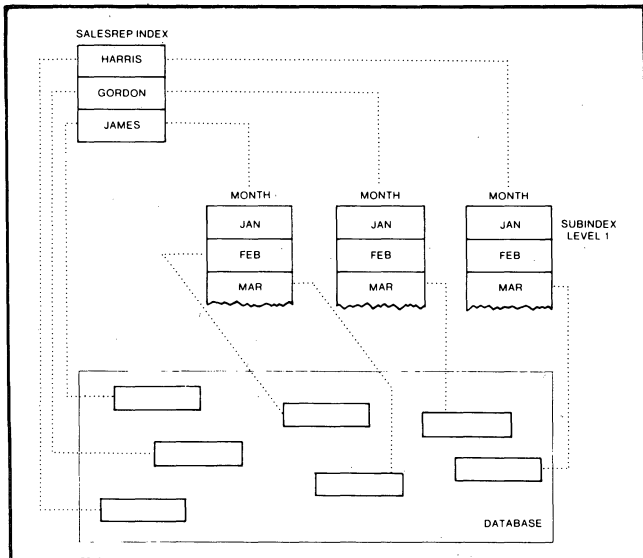 SALESREP INDEX
HARRIS
GORDON
JAMES
MONTH MONTH MONTH
JAN JAN JAN
SUBINDEX
LEVEL 1
FEB FEB FEB
MAR MAR MAR
DATABASE